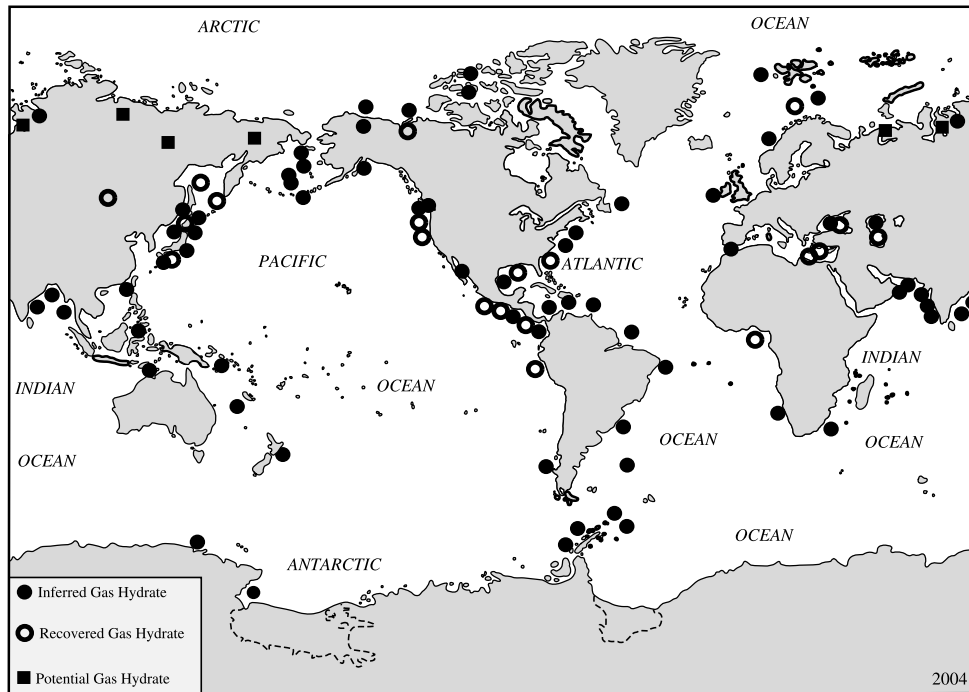 ARCTIC
OCEAN
PACIFIC
ATLANTIC
INDIAN
OCEAN
INDIAN
OCEAN
OCEAN
OCEAN
OCEAN
ANTARCTIC
Inferred Gas Hydrate
Recovered Gas Hydrate
Potential Gas Hydrate
2004